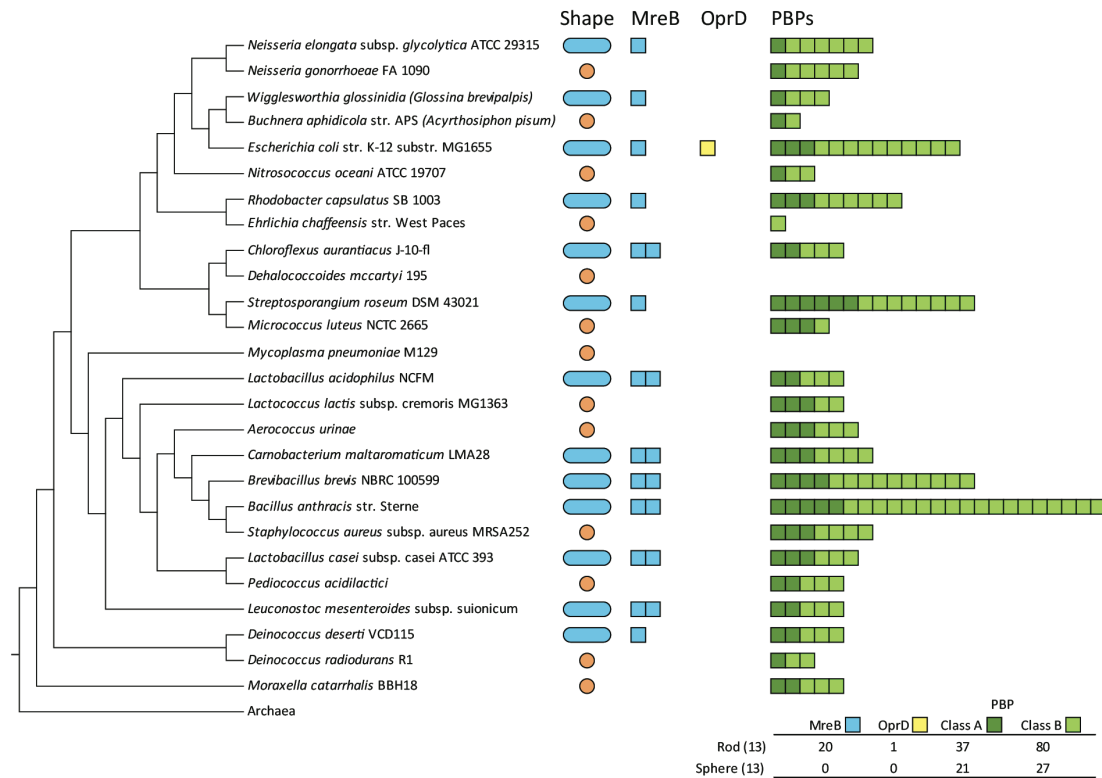 Shape MreB OprD PBPs
Neisseria elongata subsp. glycolytica ATCC 29315
Neisseria gonorrhoeae FA 1090
Wigglesworthia glossinidia (Glossina brevipalpis)
Buchnera aphidicola str. APS (Acyrthosiphon pisum)
Escherichia coli str. K-12 substr. MG1655
Nitrosococcus oceani ATCC 19707
Rhodobacter capsulatus SB 1003
Ehrlichia chaffeensis str. West Paces
Chloroflexus aurantiacus J-10-fl
Dehalococcoides mccartyi 195
Streptosporangium roseum DSM 43021
Micrococcus luteus NCTC 2665
Mycoplasma pneumoniae M129
Lactobacillus acidophilus NCFM
Lactococcus lactis subsp. cremoris MG1363
Aerococcus urinae
Carnobacterium maltaromaticum LMA28
Brevibacillus brevis NBRC 100599
Bacillus anthracis str. Sterne
Staphylococcus aureus subsp. aureus MRSA252
Lactobacillus casei subsp. casei ATCC 393
Pediococcus acidilactici
Leuconostoc mesenteroides subsp. suionicum
Deinococcus deserti VCD115
Deinococcus radiodurans R1
Moraxella catarrhalis BBH18
Archaea
PBP
MreB OprD Class A Class B
Rod (13) 20 1 37 80
Sphere (13) 0 0 21 27